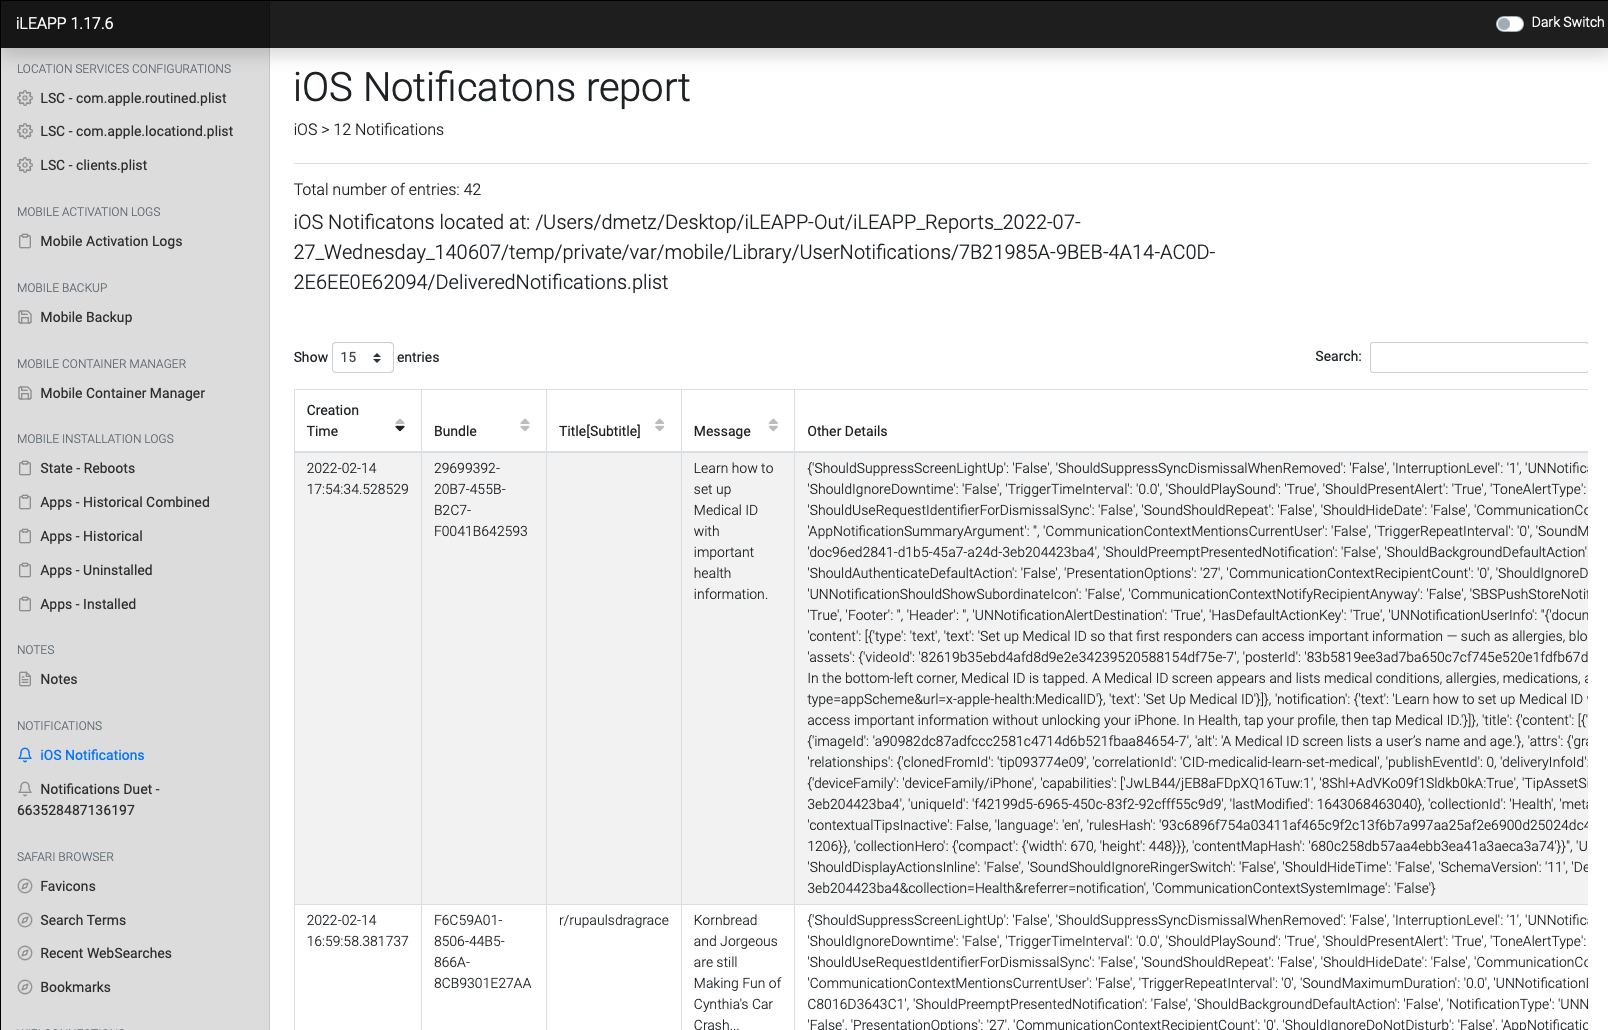 iLEAPP 1.17.6
Dark Switch
LOCATION SERVICES CONFIGURATIONS
LSC - com.apple.routined.plist
LSC - com.apple.locationd.plist
LSC - clients.plist
MOBILE ACTIVATION LOGS
Mobile Activation Logs
MOBILE BACKUP
Mobile Backup
MOBILE CONTAINER MANAGER
Mobile Container Manager
MOBILE INSTALLATION LOGS
State - Reboots
Apps - Historical Combined
Apps - Historical
Apps - Uninstalled
Apps - Installed
NOTES
Notes
NOTIFICATIONS
iOS Notifications
Notifications Duet -
663528487136197
SAFARI BROWSER
Favicons
Search Terms
Recent WebSearches
Bookmarks
iOS Notificatons report
iOS > 12 Notifications
Total number of entries: 42
iOS Notificatons located at: /Users/dmetz/Desktop/iLEAPP-Out/iLEAPP_Reports_2022-07-
27_Wednesday_140607/temp/private/var/mobile/Library/UserNotifications/7B21985A-9BEB-4A14-AC0D-
2E6EE0E62094/DeliveredNotifications.plist
Show 15 entries
Search:
Creation
Time
Bundle
Title[Subtitle]
Message
Other Details
2022-02-14
17:54:34.528529
29699392-
20B7-455B-
B2C7-
F0041B642593
Learn how to
set up
Medical ID
with
important
health
information.
{'ShouldSuppressScreenLightUp': 'False', 'ShouldSuppressSyncDismissalWhenRemoved': 'False', 'InterruptionLevel': '1', 'UNNotifica
'ShouldIgnoreDowntime': 'False', 'TriggerTimeInterval': '0.0', 'ShouldPlaySound': 'True', 'ShouldPresentAlert': 'True', 'ToneAlertType':
'ShouldUseRequestIdentifierForDismissalSync': 'False', 'SoundShouldRepeat': 'False', 'ShouldHideDate': 'False', 'CommunicationCo
'AppNotificationSummaryArgument': '', 'CommunicationContextMentionsCurrentUser': 'False', 'TriggerRepeatInterval': '0', 'SoundM
'doc96ed2841-d1b5-45a7-a24d-3eb204423ba4', 'ShouldPreemptPresentedNotification': 'False', 'ShouldBackgroundDefaultAction'
'ShouldAuthenticateDefaultAction': 'False', 'PresentationOptions': '27', 'CommunicationContextRecipientCount': '0', 'ShouldIgnoreD
'UNNotificationShouldShowSubordinateIcon': 'False', 'CommunicationContextNotifyRecipientAnyway': 'False', 'SBSPushStoreNotif
'True', 'Footer': '', 'Header': '', 'UNNotificationAlertDestination': 'True', 'HasDefaultActionKey': 'True', 'UNNotificationUserInfo': "{'docum
'content': [{'type': 'text', 'text': 'Set up Medical ID so that first responders can access important information — such as allergies, blo
'assets': {'videoId': '82619b35ebd4afd8d9e2e34239520588154df75e-7', 'posterId': '83b5819ee3ad7ba650c7cf745e520e1fdfb67d
In the bottom-left corner, Medical ID is tapped. A Medical ID screen appears and lists medical conditions, allergies, medications, a
type=appScheme&url=x-apple-health:MedicalID'}, 'text': 'Set Up Medical ID'}]}, 'notification': {'text': 'Learn how to set up Medical ID
access important information without unlocking your iPhone. In Health, tap your profile, then tap Medical ID.'}]}, 'title': {'content': [{'
{'imageId': 'a90982dc87adfccc2581c4714d6b521fbaa84654-7', 'alt': 'A Medical ID screen lists a user’s name and age.'}, 'attrs': {'gra
'relationships': {'clonedFromId': 'tip093774e09', 'correlationId': 'CID-medicalid-learn-set-medical', 'publishEventId': 0, 'deliveryInfoId'
{'deviceFamily': 'deviceFamily/iPhone', 'capabilities': ['JwLB44/jEB8aFDpXQ16Tuw:1', '8Shl+AdVKo09f1Sldkb0kA:True', 'TipAssetSi
3eb204423ba4', 'uniqueId': 'f42199d5-6965-450c-83f2-92cfff55c9d9', 'lastModified': 1643068463040}, 'collectionId': 'Health', 'meta
'contextualTipsInactive': False, 'language': 'en', 'rulesHash': '93c6896f754a03411af465c9f2c13f6b7a997aa25af2e6900d25024dc4
1206}}, 'collectionHero': {'compact': {'width': 670, 'height': 448}}}, 'contentMapHash': '680c258db57aa4ebb3ea41a3aeca3a74'}}", 'U
'ShouldDisplayActionsInline': 'False', 'SoundShouldIgnoreRingerSwitch': 'False', 'ShouldHideTime': 'False', 'SchemaVersion': '11', 'De
3eb204423ba4&collection=Health&referrer=notification', 'CommunicationContextSystemImage': 'False'}
2022-02-14
16:59:58.381737
F6C59A01-
8506-44B5-
866A-
8CB9301E27AA
r/rupaulsdragrace
Kornbread
and Jorgeous
are still
Making Fun of
Cynthia's Car
Crash...
{'ShouldSuppressScreenLightUp': 'False', 'ShouldSuppressSyncDismissalWhenRemoved': 'False', 'InterruptionLevel': '1', 'UNNotifica
'ShouldIgnoreDowntime': 'False', 'TriggerTimeInterval': '0.0', 'ShouldPlaySound': 'True', 'ShouldPresentAlert': 'True', 'ToneAlertType':
'ShouldUseRequestIdentifierForDismissalSync': 'False', 'SoundShouldRepeat': 'False', 'ShouldHideDate': 'False', 'CommunicationCo
'CommunicationContextMentionsCurrentUser': 'False', 'TriggerRepeatInterval': '0', 'SoundMaximumDuration': '0.0', 'UNNotificationI
C8016D3643C1', 'ShouldPreemptPresentedNotification': 'False', 'ShouldBackgroundDefaultAction': 'False', 'NotificationType': 'UNN
'False', 'PresentationOptions': '27', 'CommunicationContextRecipientCount': '0', 'ShouldIgnoreDoNotDisturb': 'False', 'AppNotificatio